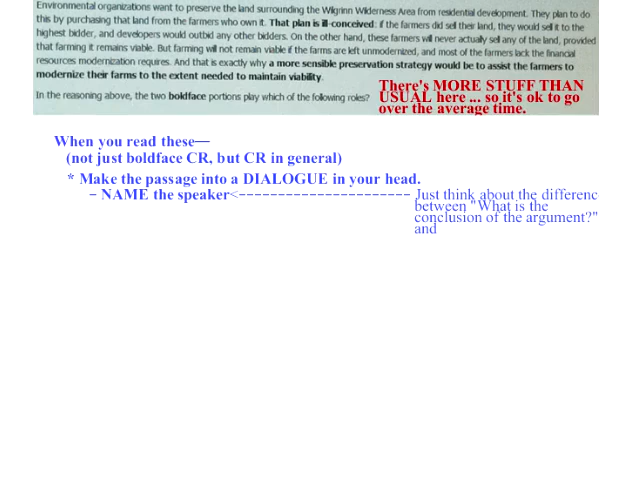 Environmental organizations want to preserve the land surrounding the Wilgrinn Wilderness Area from residential development. They plan to do
this by purchasing that land from the farmers who own it. That plan is ill-conceived: if the farmers did sell their land, they would sell it to the
highest bidder, and developers would outbid any other bidders. On the other hand, these farmers will never actually sell any of the land, provided
that farming it remains viable. But farming will not remain viable if the farms are left unmodernized, and most of the farmers lack the financial
resources modernization requires. And that is exactly why a more sensible preservation strategy would be to assist the farmers to
modernize their farms to the extent needed to maintain viability.
In the reasoning above, the two boldface portions play which of the following roles?
There's MORE STUFF THAN
USUAL here ... so it's ok to go
over the average time.
When you read these—
(not just boldface CR, but CR in general)
* Make the passage into a DIALOGUE in your head.
– NAME the speaker<----------------------
Just think about the differenc
between "What is the
conclusion of the argument?"
and